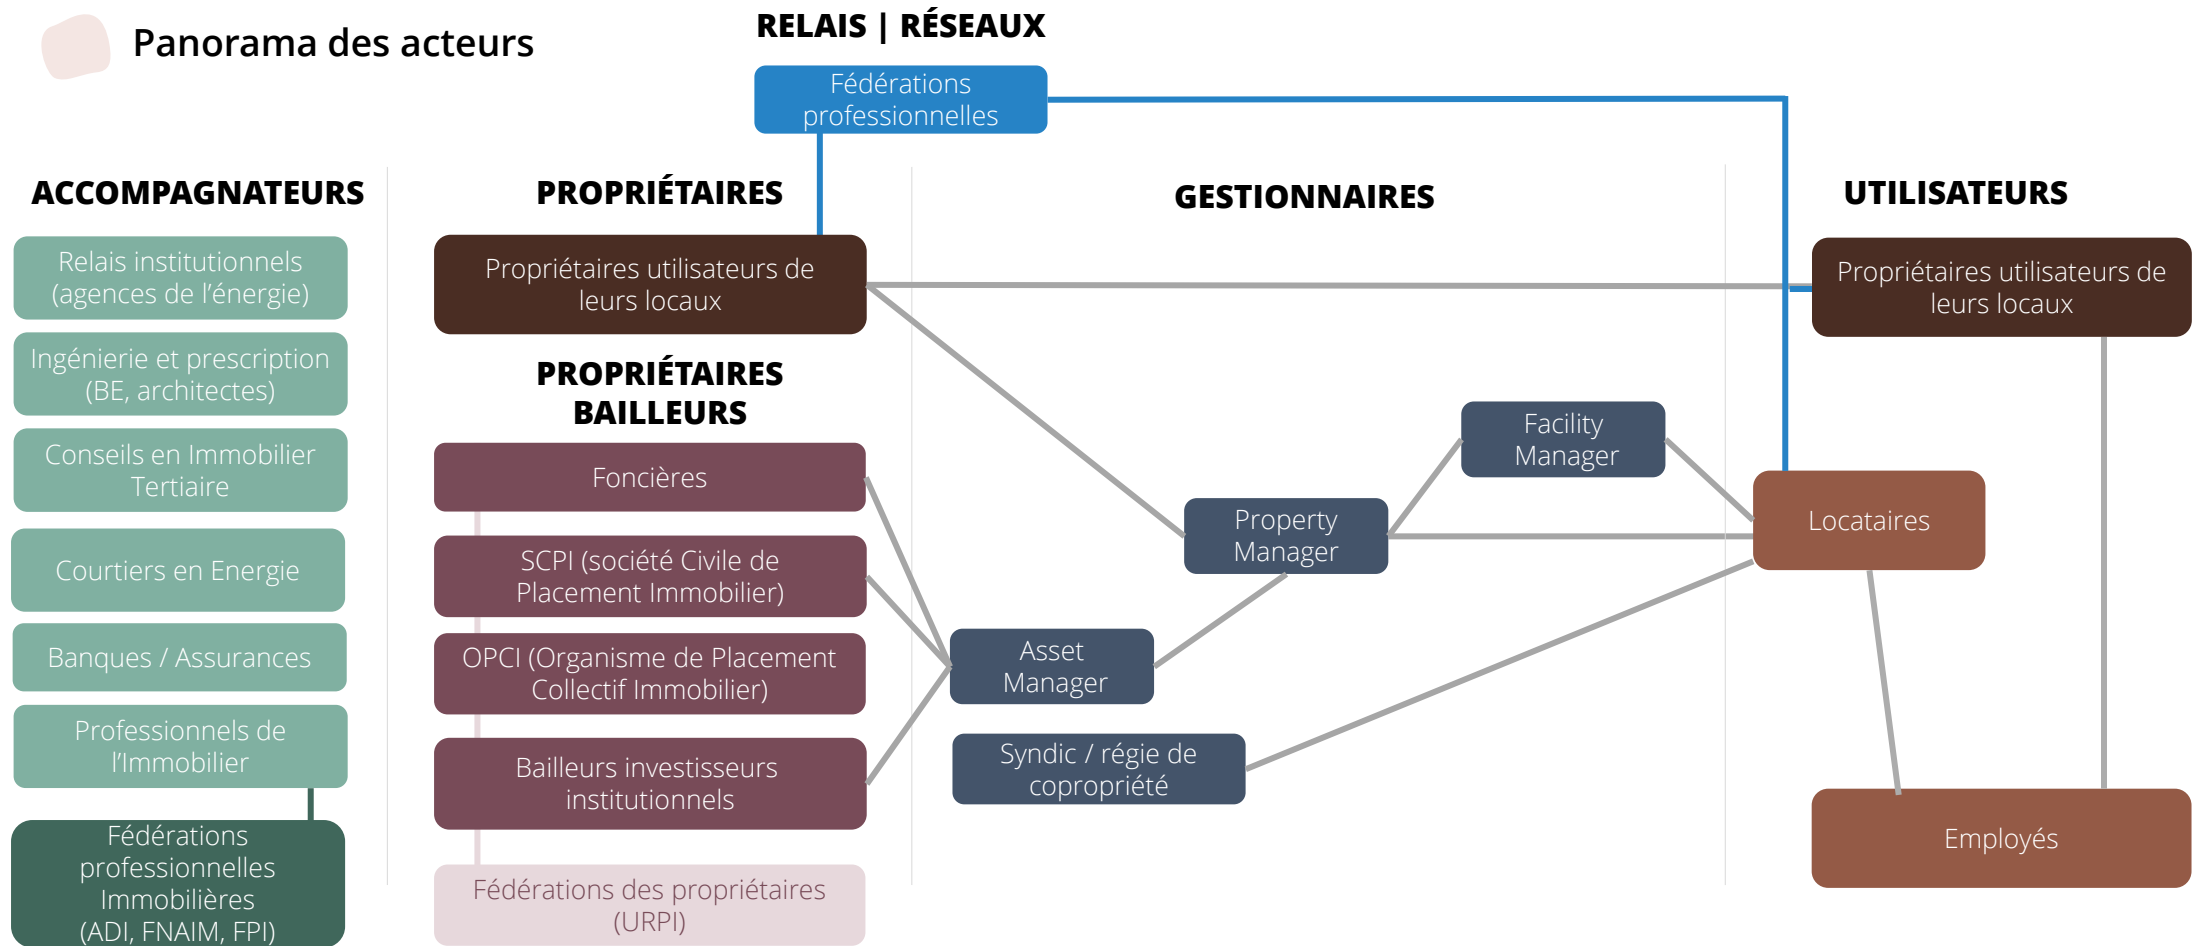 Panorama des acteurs
RELAIS | RÉSEAUX
Fédérations
professionnelles
ACCOMPAGNATEURS
Relais institutionnels
(agences de l’énergie)
Ingénierie et prescription
(BE, architectes)
Conseils en Immobilier
Tertiaire
Courtiers en Energie
Banques / Assurances
Professionnels de
l’Immobilier
Fédérations
professionnelles
Immobilières
(ADI, FNAIM, FPI)
PROPRIÉTAIRES
Propriétaires utilisateurs de
leurs locaux
PROPRIÉTAIRES
BAILLEURS
Foncières
SCPI (société Civile de
Placement Immobilier)
OPCI (Organisme de Placement
Collectif Immobilier)
Bailleurs investisseurs
institutionnels
Fédérations des propriétaires
(URPI)
GESTIONNAIRES
Facility
Manager
Property
Manager
Asset
Manager
Syndic / régie de
copropriété
UTILISATEURS
Propriétaires utilisateurs de
leurs locaux
Locataires
Employés